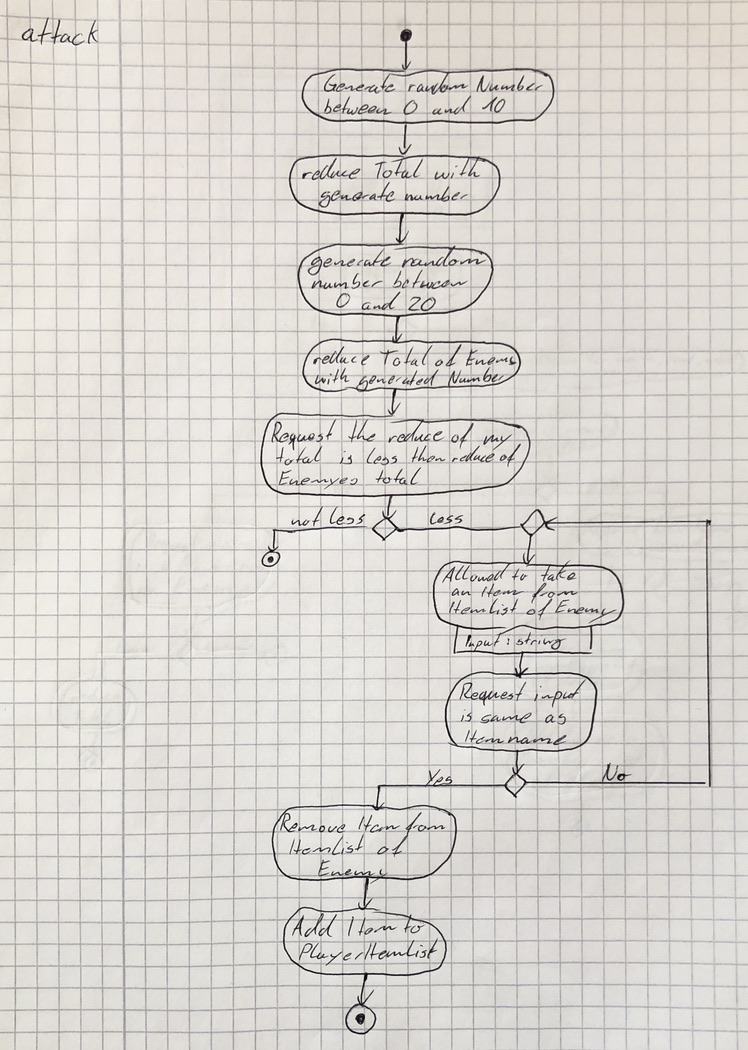 attack
Generate random Number
between 0 and 10
reduce Total with
generate number
generate random
number between
0 and 20
reduce Total of Enemy
with generated Number
Request the reduce of my
total is less then reduce of
Enemyes total
not less
less
Allowed to take
an Item from
Itemlist of Enemy
Input : string
Request input
is same as
Itemname
Yes
No
Remove Item from
Itemlist of
Enemy
Add Item to
PlayerItemlist